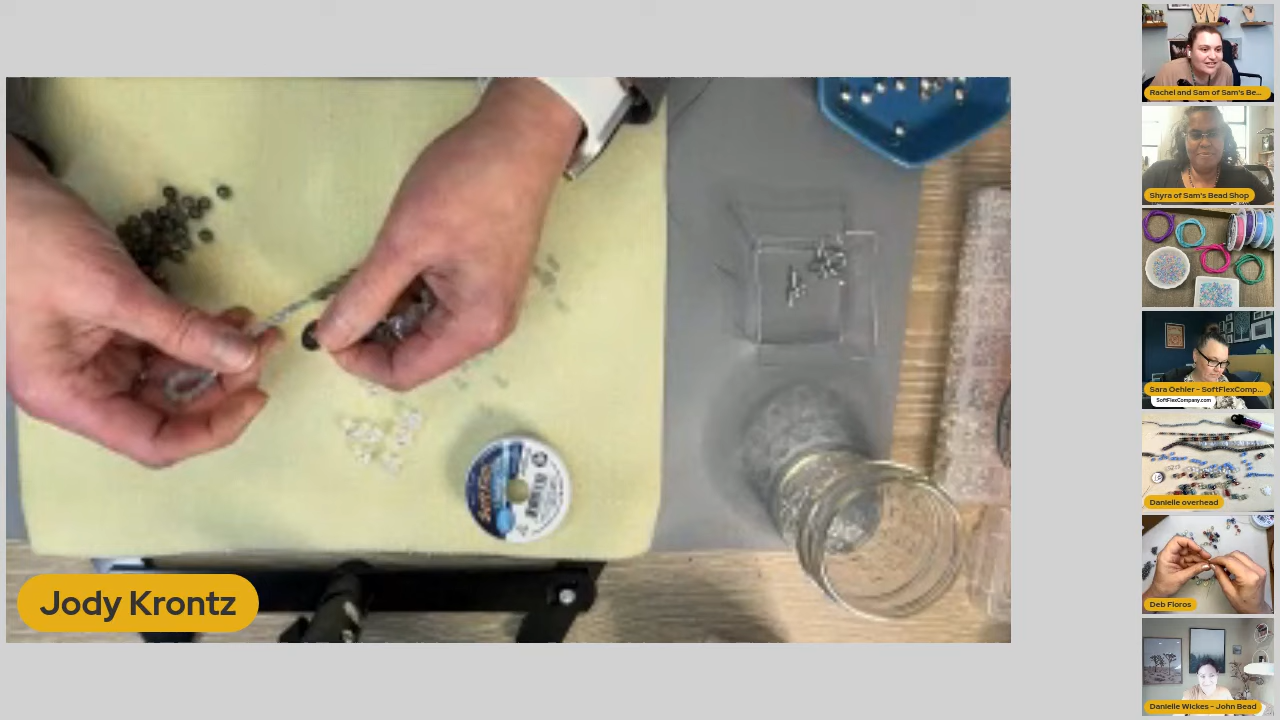 Jody Krontz
Rachel and Sam of Sam's Be...
Shyra of Sam's Bead Shop
Sara Oehler - SoftFlexComp...
SoftFlexCompany.com
Danielle overhead
Deb Floros
Danielle Wickes - John Bead